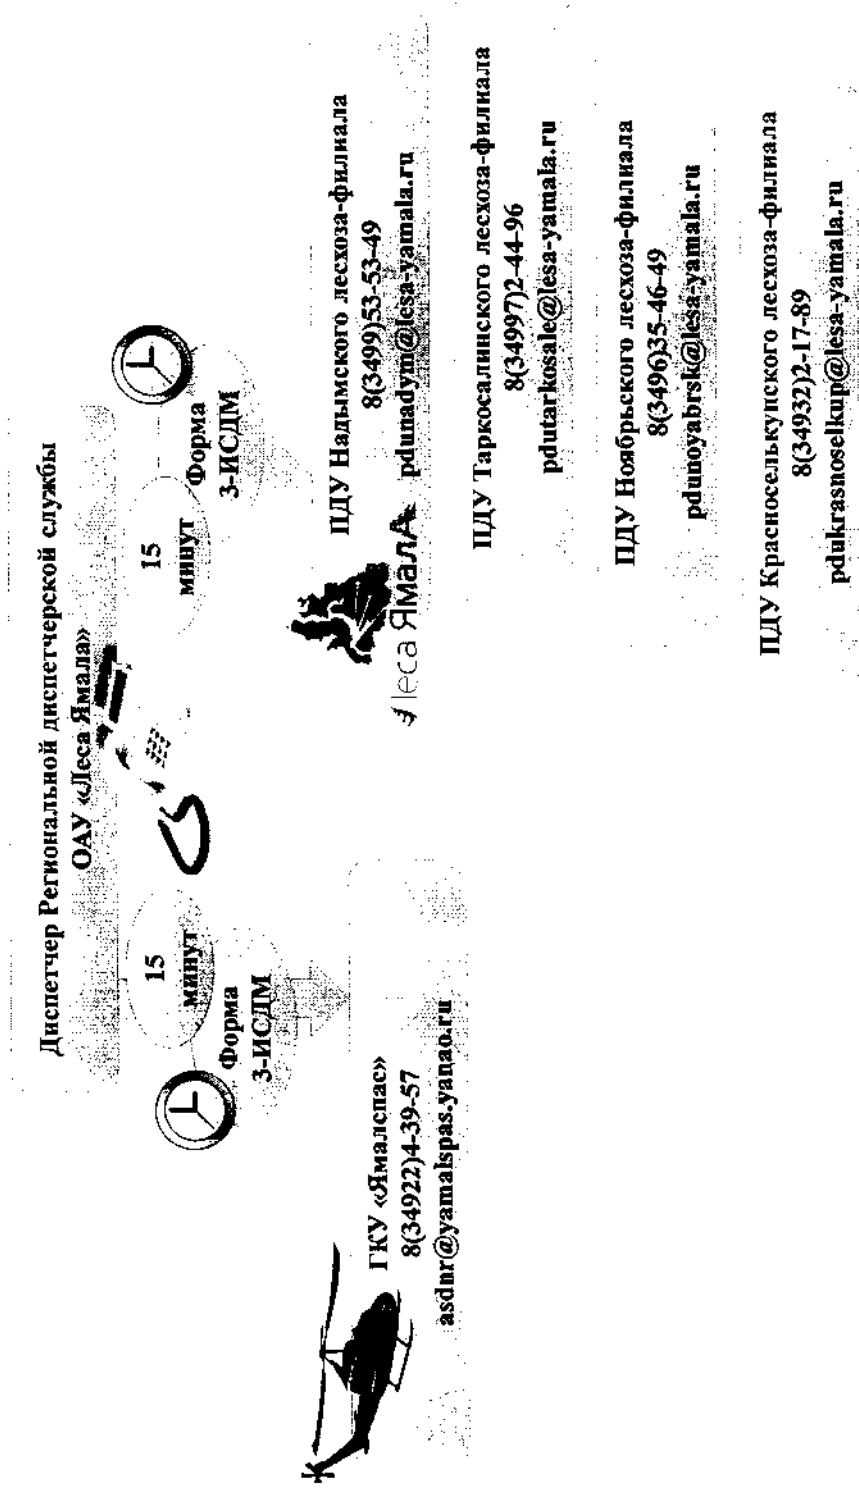 Диспетчер Региональной диспетчерской службы
ОАУ «Леса Ямала»
15
минут
Форма
3-ИСДМ
15
минут
Форма
3-ИСДМ
ГКУ «Ямалспас»
8(34922)4-39-57
asdnr@yamalspas.yanao.ru
Леса ЯмалА
ПДУ Надымского лесхоза-филиала
8(3499)53-53-49
pdunadym@lesa-yamala.ru
ПДУ Таркосалинского лесхоза-филиала
8(34997)2-44-96
pdutarkosale@lesa-yamala.ru
ПДУ Ноябрьского лесхоза-филиала
8(3496)35-46-49
pdunoyabrsk@lesa-yamala.ru
ПДУ Красноселькупского лесхоза-филиала
8(34932)2-17-89
pdukrasnoselkup@lesa-yamala.ru